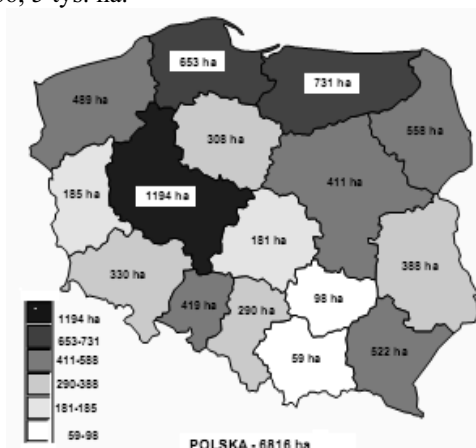 653 ha
731 ha
489 ha
558 ha
308 ha
411 ha
185 ha
1194 ha
181 ha
388 ha
330 ha
419 ha
290 ha
98 ha
59 ha
522 ha
1194 ha
653-731
411-588
290-388
181-185
59-98
POLSKA - 6816 ha